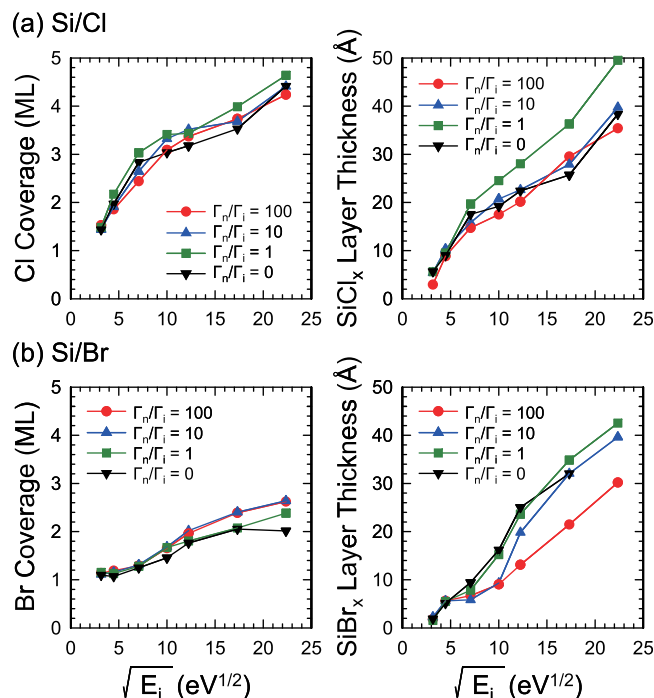 (a) Si/Cl
Cl Coverage (ML)
5
4
3
2
1
0
0 5 10 15 20 25
Γn/Γi = 100
Γn/Γi = 10
Γn/Γi = 1
Γn/Γi = 0
SiClx Layer Thickness (Å)
50
40
30
20
10
0
0 5 10 15 20 25
Γn/Γi = 100
Γn/Γi = 10
Γn/Γi = 1
Γn/Γi = 0
(b) Si/Br
Br Coverage (ML)
5
4
3
2
1
0
0 5 10 15 20 25
Γn/Γi = 100
Γn/Γi = 10
Γn/Γi = 1
Γn/Γi = 0
√Ei (eV1/2)
SiBrx Layer Thickness (Å)
50
40
30
20
10
0
0 5 10 15 20 25
Γn/Γi = 100
Γn/Γi = 10
Γn/Γi = 1
Γn/Γi = 0
√Ei (eV1/2)